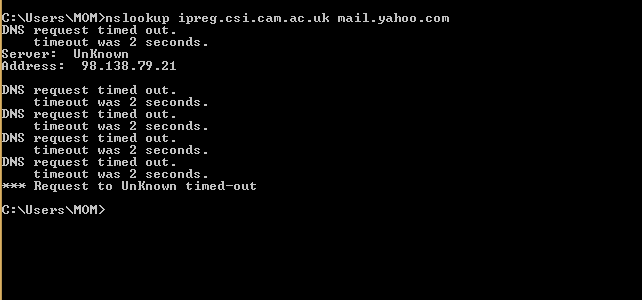 C:\Users\MOM>nslookup ipreg.csi.cam.ac.uk mail.yahoo.com
DNS request timed out.
    timeout was 2 seconds.
Server:  UnKnown
Address:  98.138.79.21

DNS request timed out.
    timeout was 2 seconds.
DNS request timed out.
    timeout was 2 seconds.
DNS request timed out.
    timeout was 2 seconds.
DNS request timed out.
    timeout was 2 seconds.
*** Request to UnKnown timed-out

C:\Users\MOM>